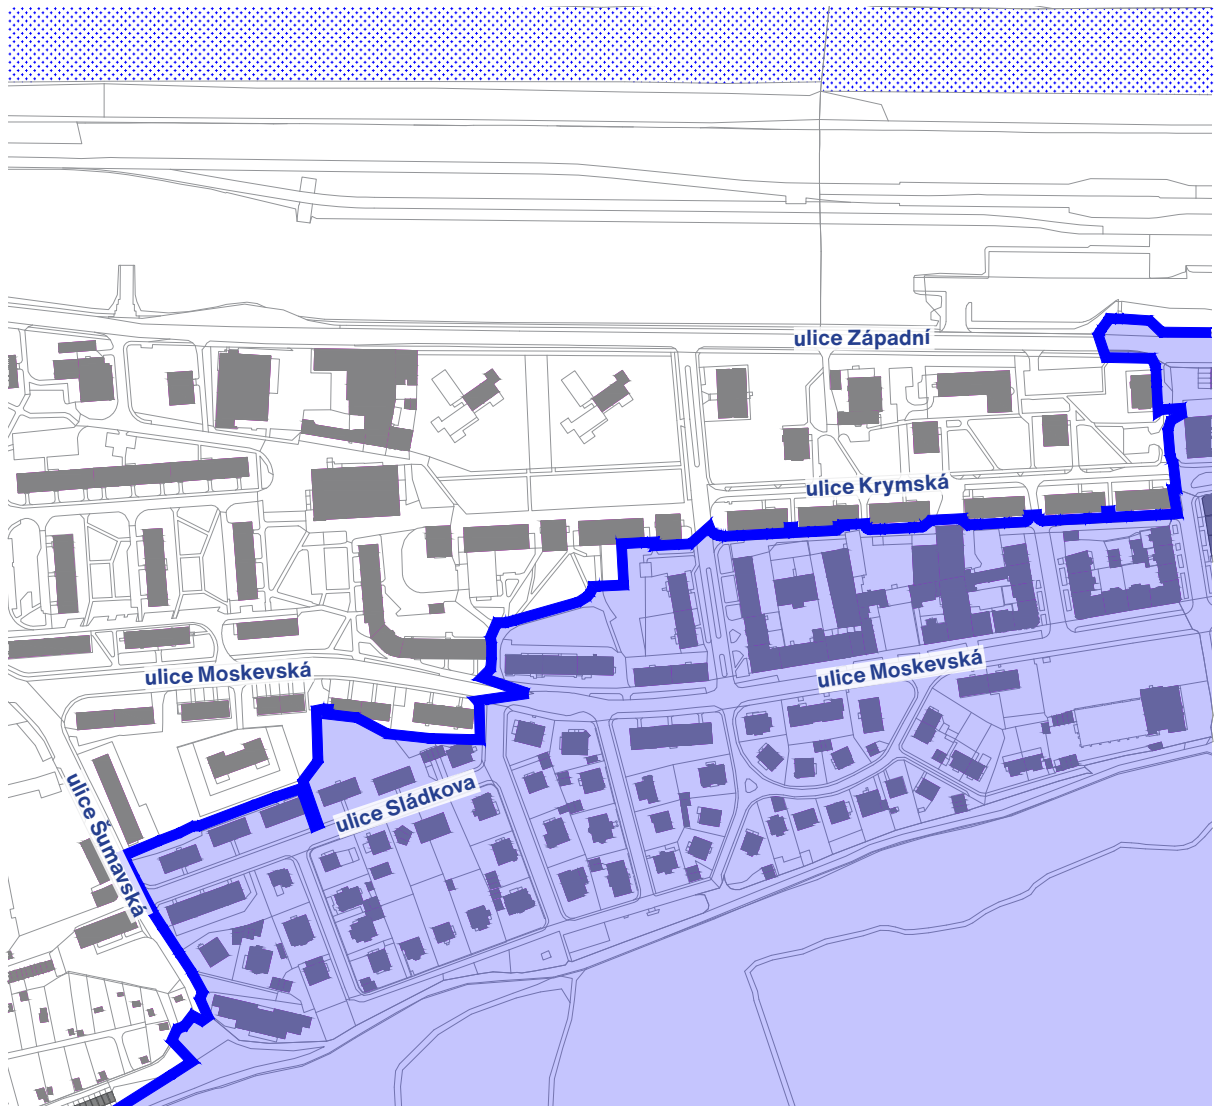 ulice Západní
ulice Krymská
ulice Moskevská
ulice Moskevská
ulice Sládkova
ulice Šumavská